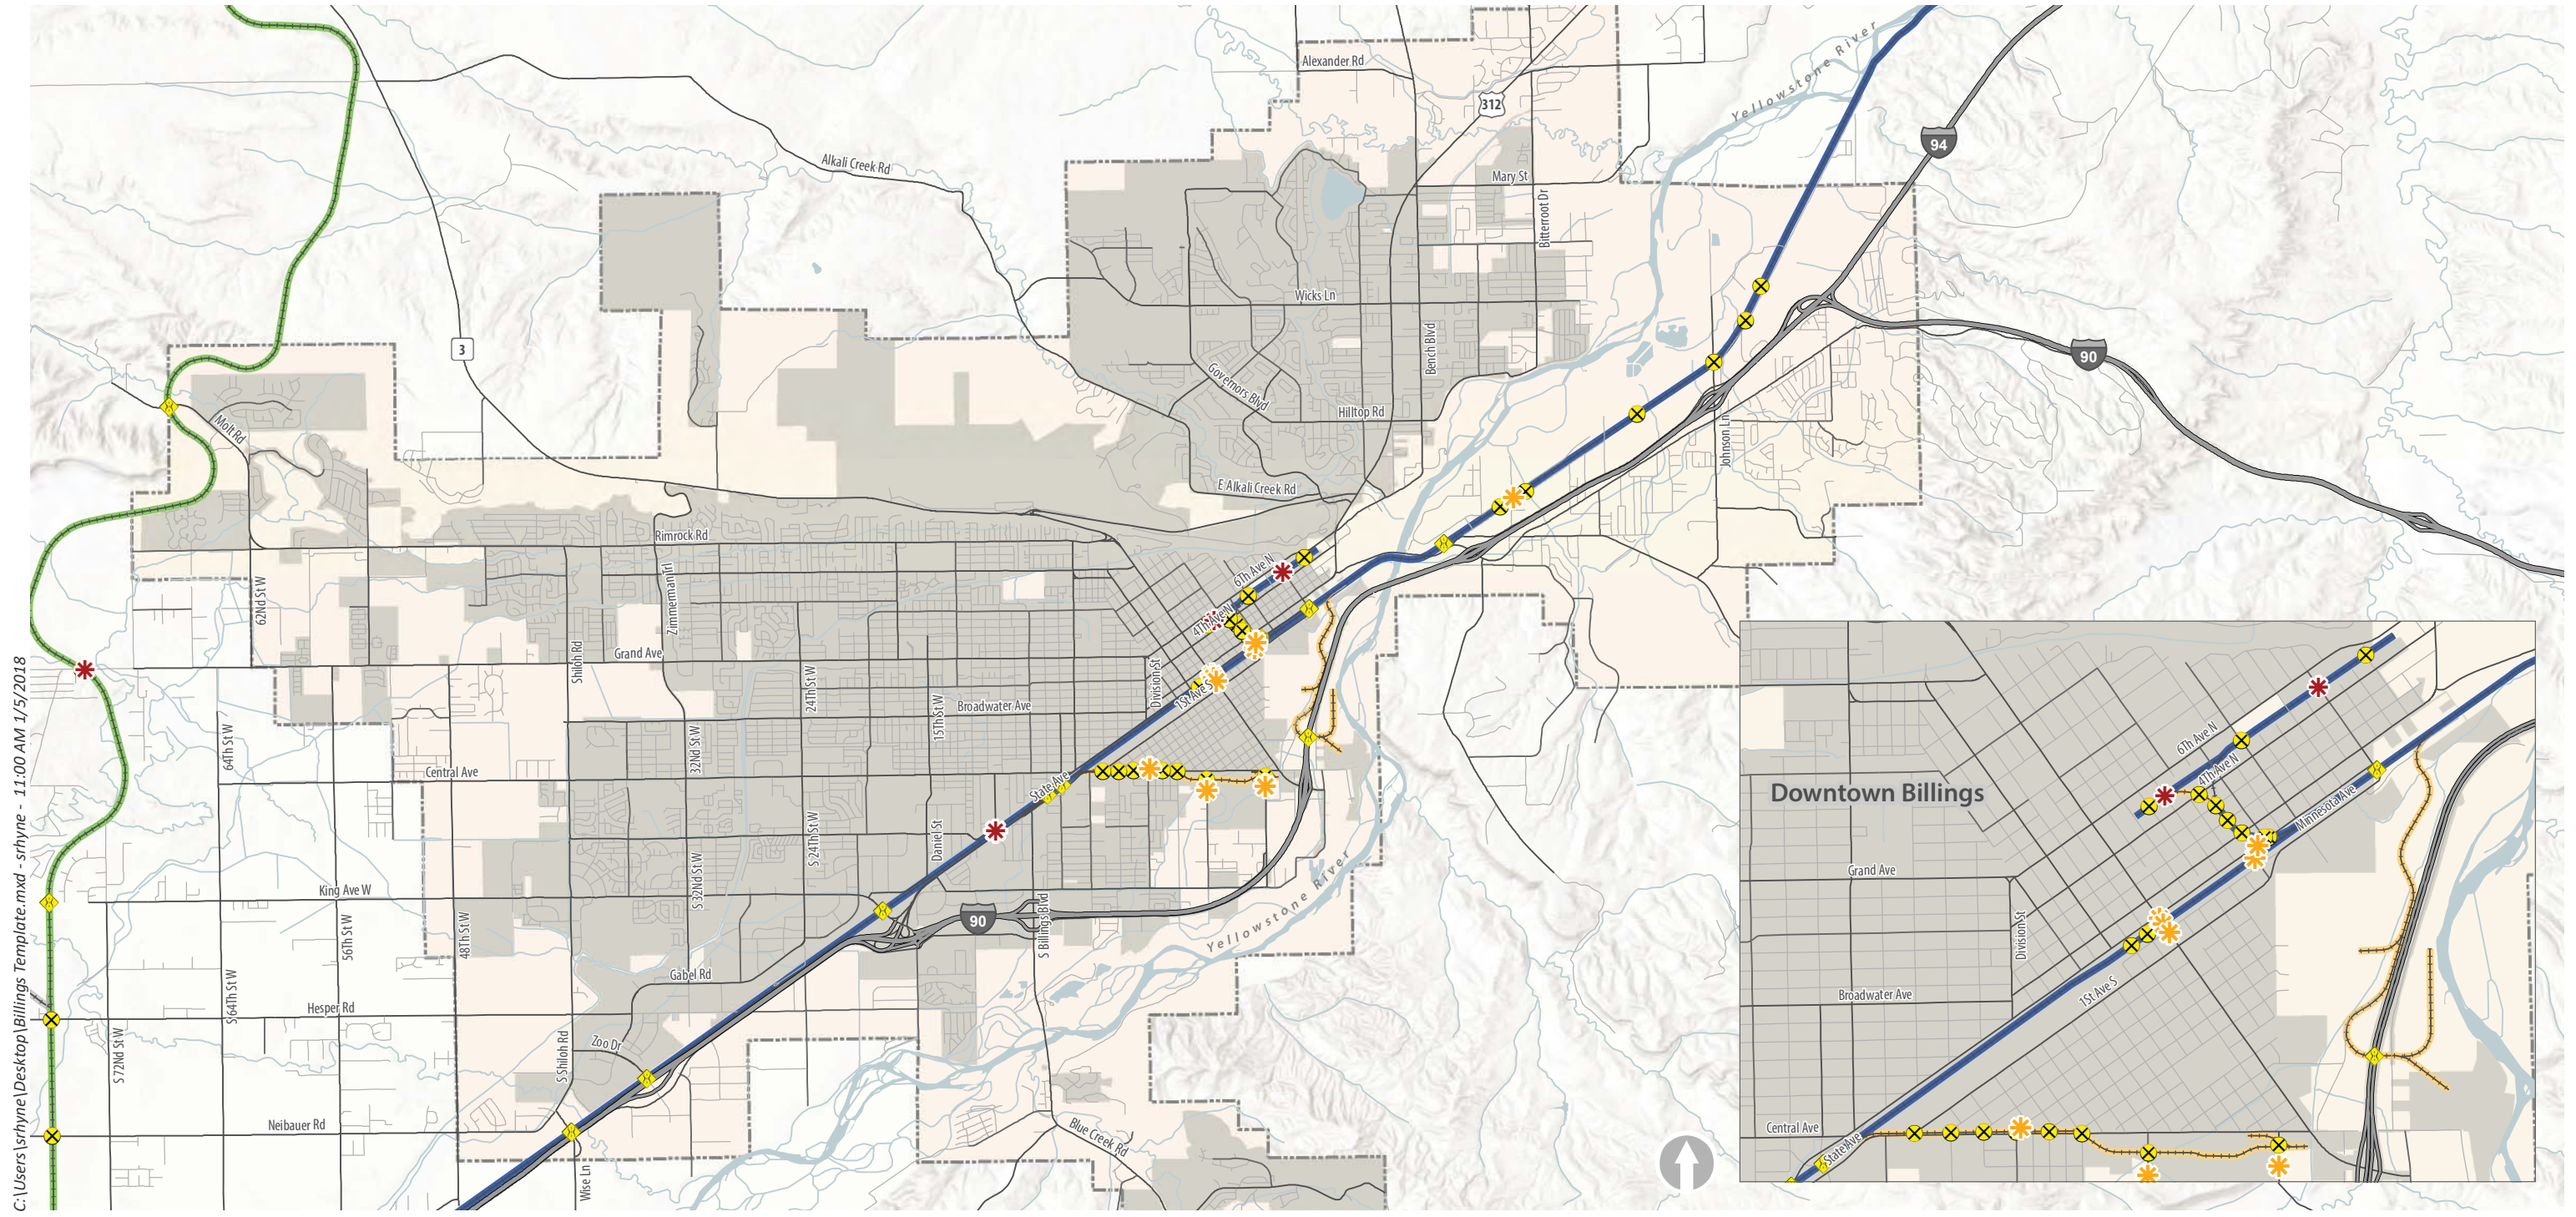 Yellowstone River
Alexander Rd
312
94
Alkali Creek Rd
Mary St
Bitterroot Dr
Wicks Ln
Bench Blvd
3
90
Governors Blvd
Hilltop Rd
Molt Rd
Johnson Ln
E Alkali Creek Rd
Rimrock Rd
6Th Ave N
62Nd St W
Zimmerman Trl
4Th Ave N
Shiloh Rd
Grand Ave
Division St
24Th St W
1St Ave S
15Th St W
Broadwater Ave
64Th St W
32Nd St W
Central Ave
State Ave
Daniel St
S 24Th St W
S 32Nd St W
King Ave W
56Th St W
48Th St W
90
S Billings Blvd
Yellowstone River
Gabel Rd
S 64Th St W
Hesper Rd
S 72Nd St W
S Shiloh Rd
Zoo Dr
Neibauer Rd
Blue Creek Rd
Wise Ln
C:\Users\srhyne\Desktop\Billings Template.mxd - srhyne - 11:00 AM 1/5/2018
6Th Ave N
4Th Ave N
Downtown Billings
Minnesota Ave
Grand Ave
Division St
Broadwater Ave
1St Ave S
Central Ave
State Ave